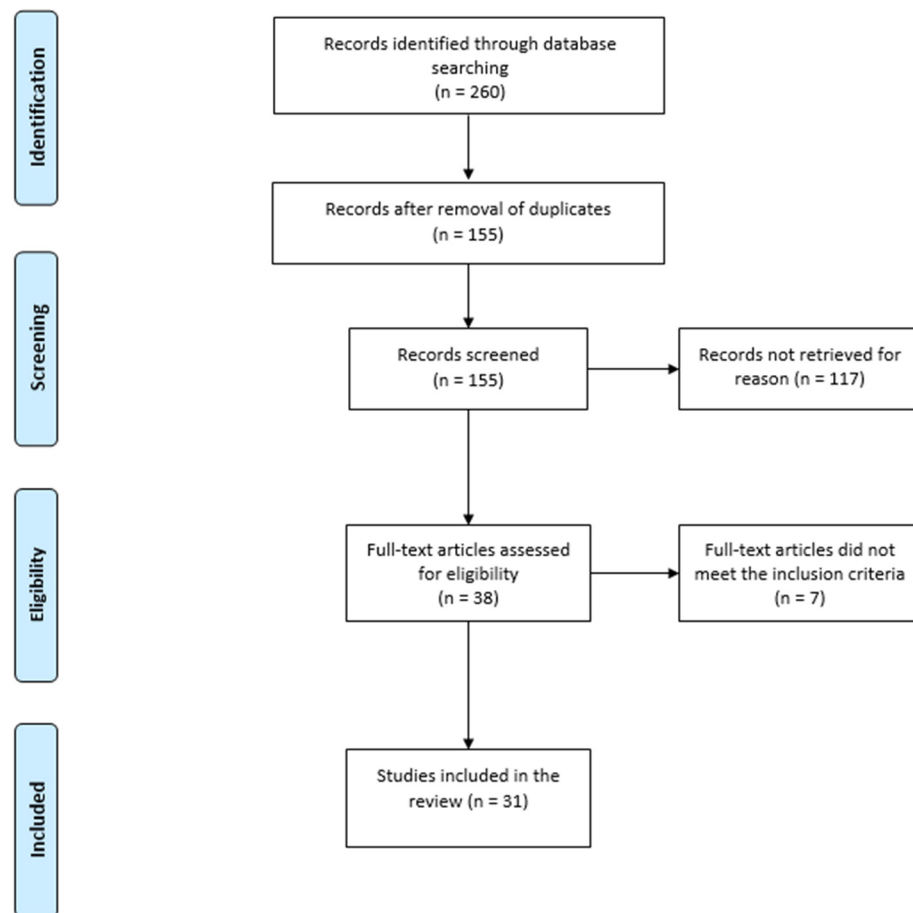 Identification
Records identified through database
searching
(n = 260)
Records after removal of duplicates
(n = 155)
Screening
Records screened
(n = 155)
Records not retrieved for
reason (n = 117)
Eligibility
Full-text articles assessed
for eligibility
(n = 38)
Full-text articles did not
meet the inclusion criteria
(n = 7)
Included
Studies included in the
review (n = 31)